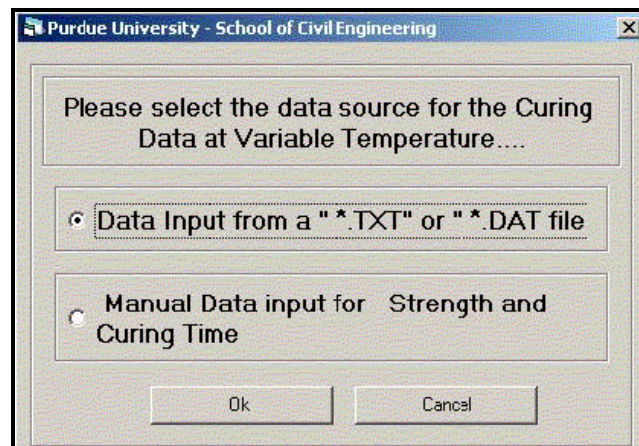 Purdue University - School of Civil Engineering
Please select the data source for the Curing
Data at Variable Temperature....
Data Input from a " *.TXT" or " *.DAT file
Manual Data input for Strength and
Curing Time
Ok
Cancel